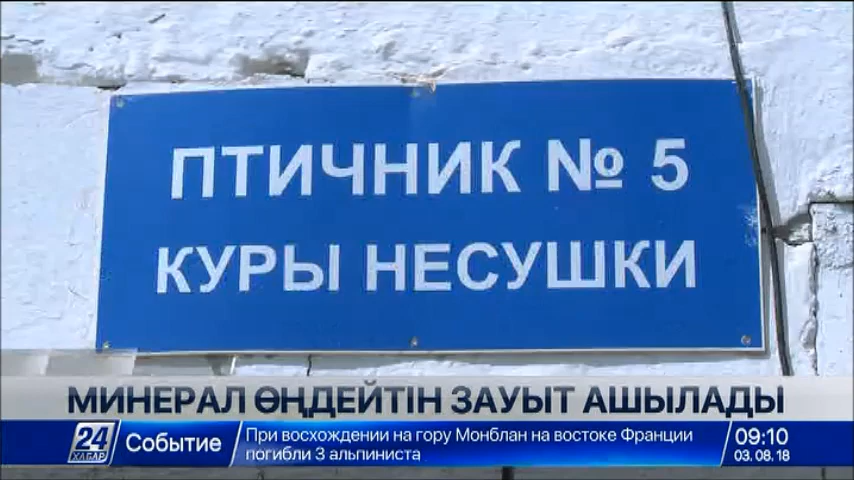 ПТИЧНИК № 5
КУРЫ НЕСУШКИ
МИНЕРАЛ ӨҢДЕЙТІН ЗАУЫТ АШЫЛАДЫ
24
ХАБАР
Событие
При восхождении на гору Монблан на востоке Франции
погибли 3 альпиниста
09:10
03. 08. 18